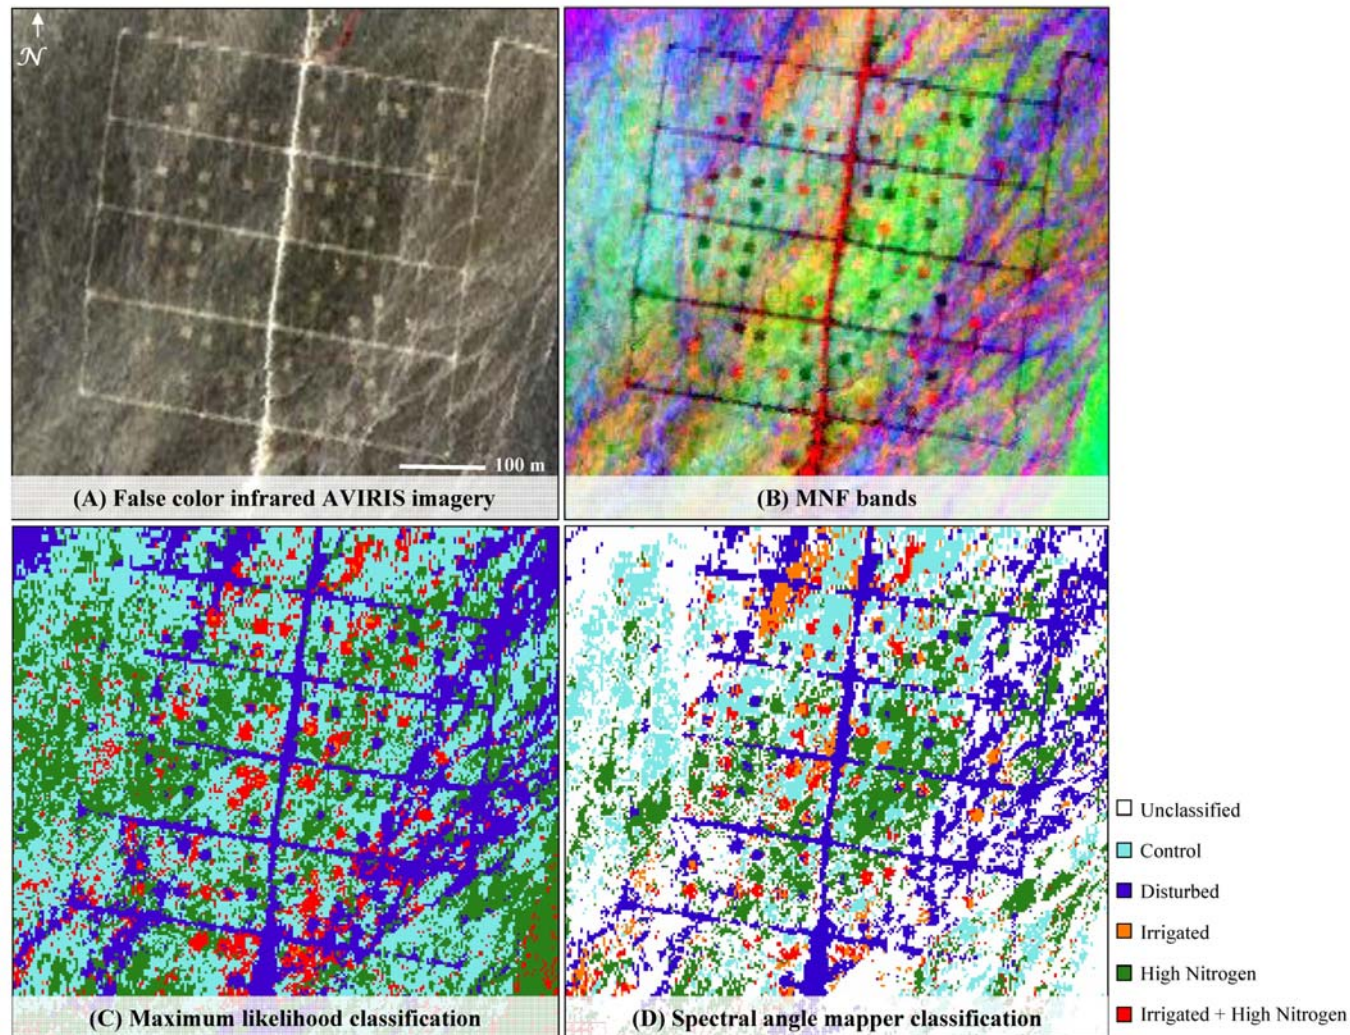 N
100 m
(A) False color infrared AVIRIS imagery
(B) MNF bands
(C) Maximum likelihood classification
(D) Spectral angle mapper classification
Unclassified
Control
Disturbed
Irrigated
High Nitrogen
Irrigated + High Nitrogen